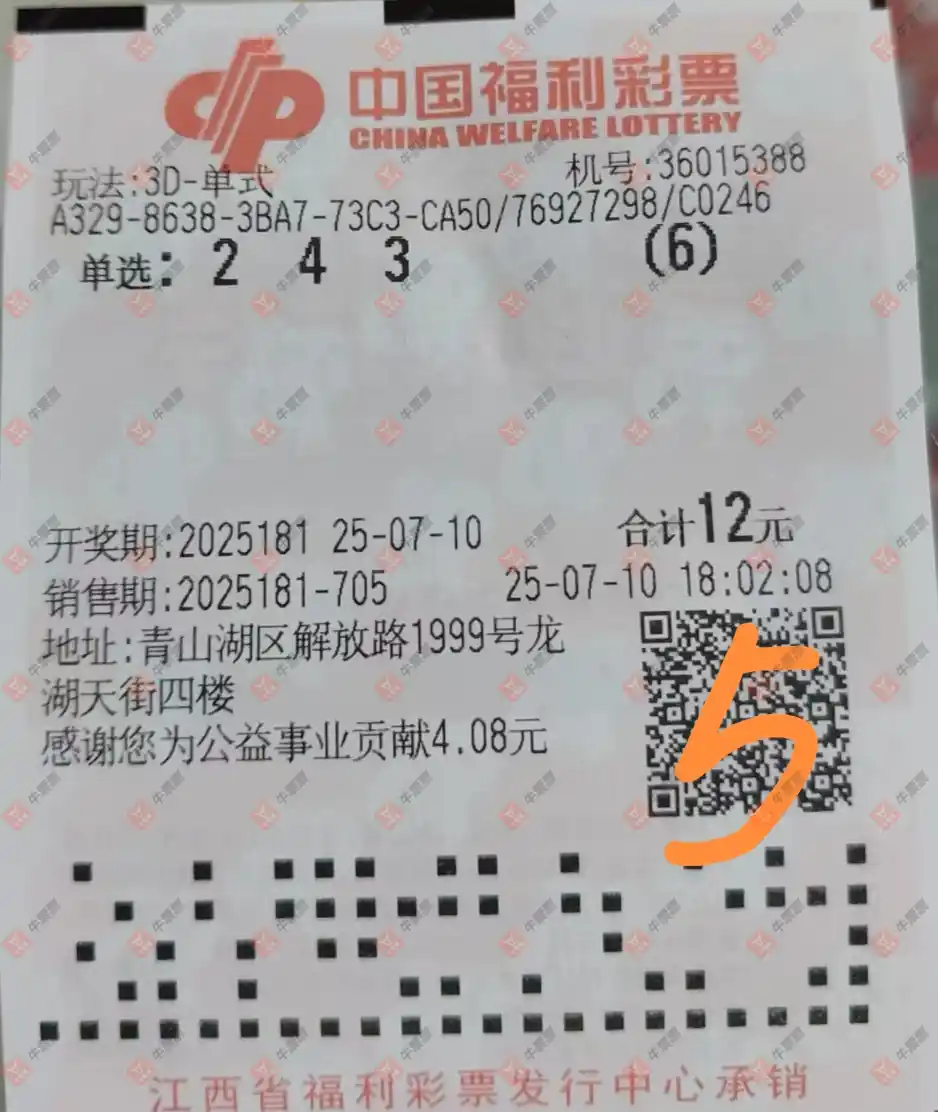 中国福利彩票
CHINA WELFARE LOTTERY
玩法:3D-单式 机号:36015388
A329-8638-3BA7-73C3-CA50/76927298/C0246
单选: 2 4 3 (6)
开奖期:2025181 25-07-10 合计12元
销售期:2025181-705 25-07-10 18:02:08
地址:青山湖区解放路1999号龙
湖天街四楼
感谢您为公益事业贡献4.08元
5
江西省福利彩票发行中心承销
牛票票